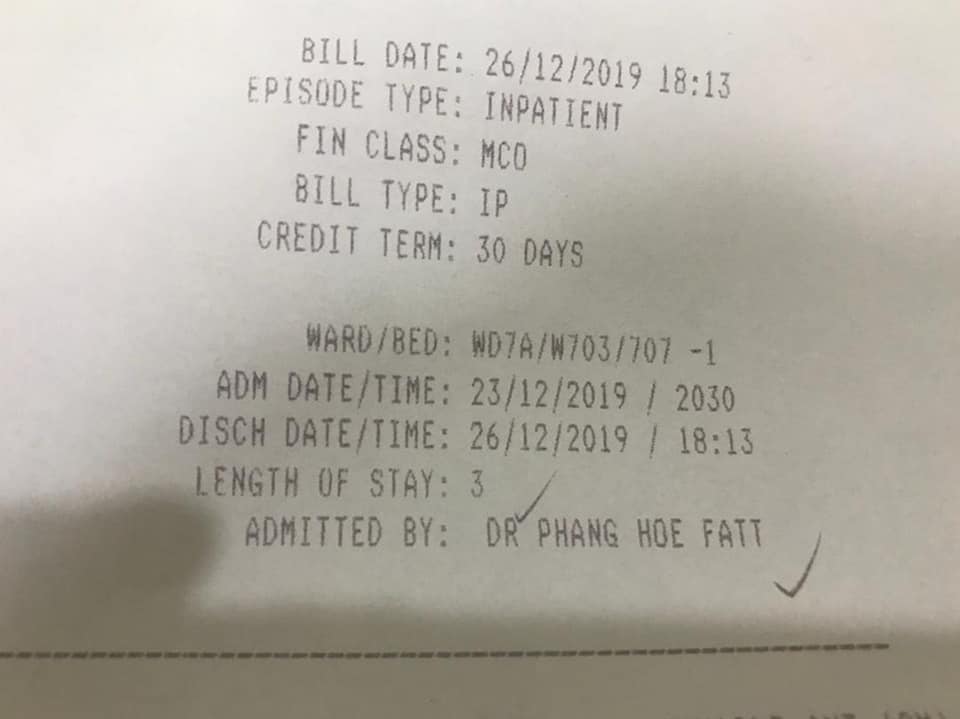 BILL DATE: 26/12/2019 18:13
EPISODE TYPE: INPATIENT
FIN CLASS: MCO
BILL TYPE: IP
CREDIT TERM: 30 DAYS
WARD/BED: WD7A/W703/707 -1
ADM DATE/TIME: 23/12/2019 / 2030
DISCH DATE/TIME: 26/12/2019 / 18:13
LENGTH OF STAY: 3
ADMITTED BY: DR PHANG HOE FATT